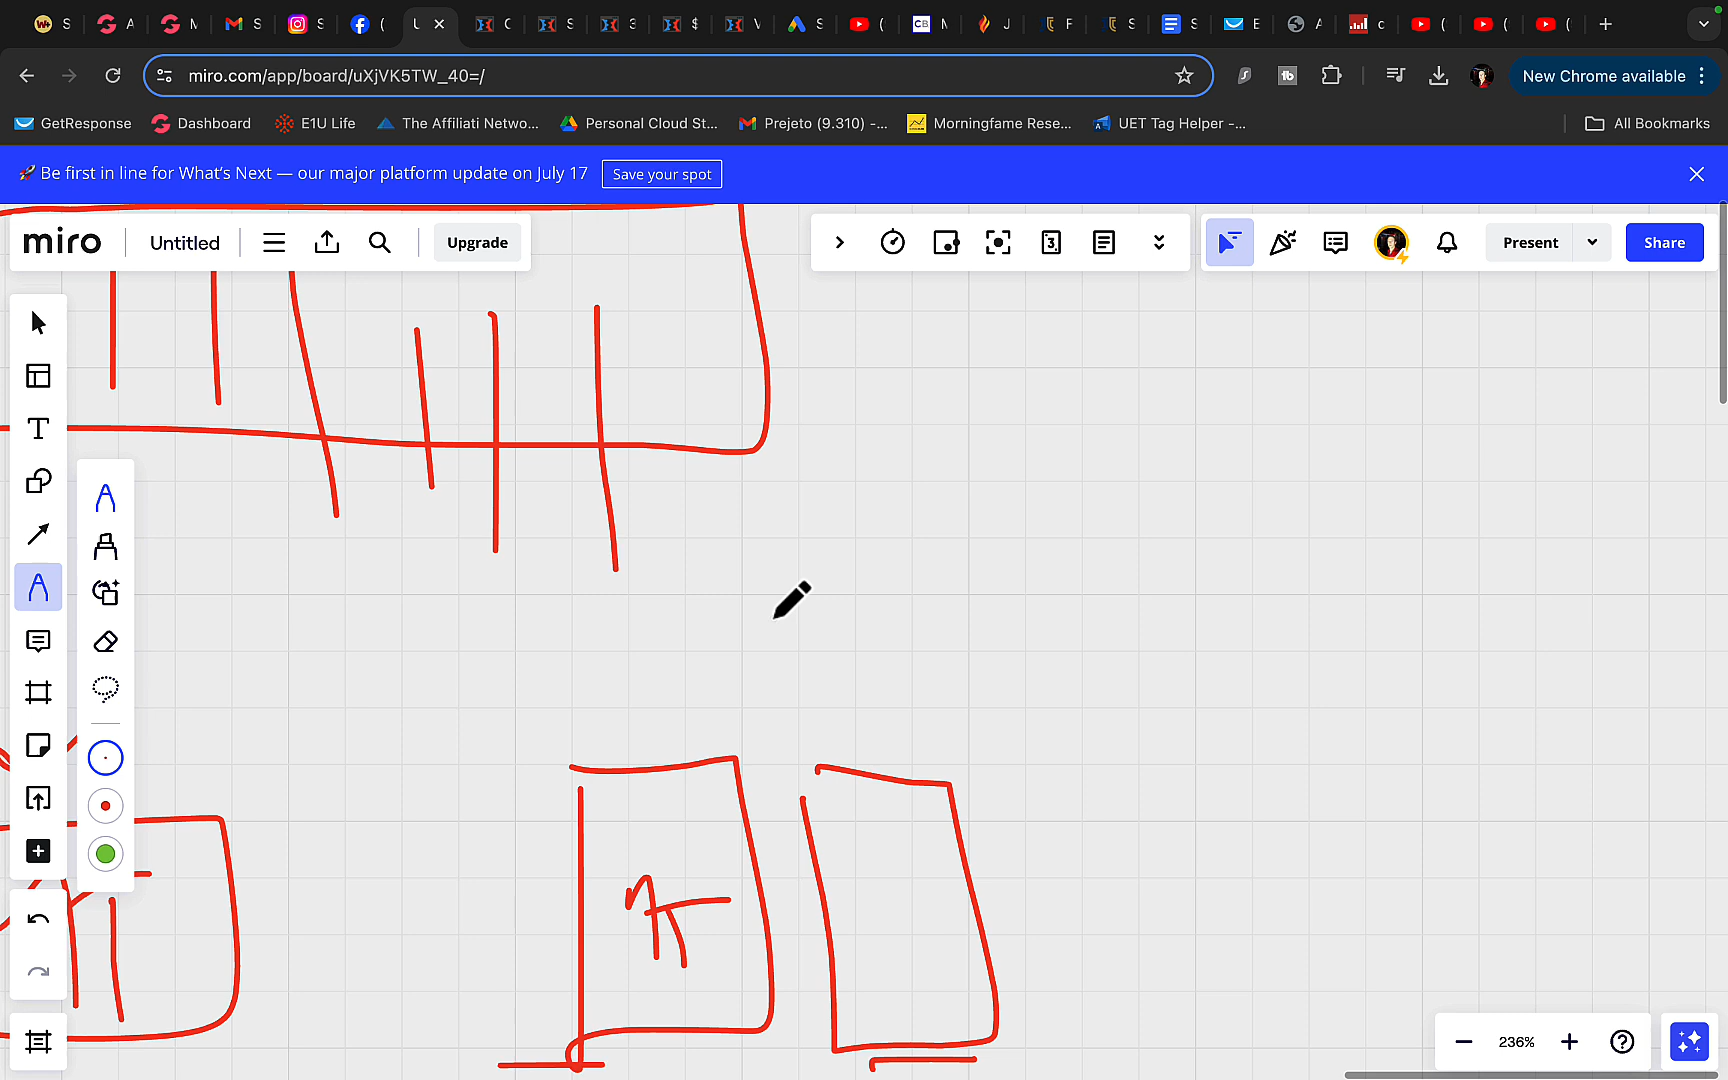 S A M S S ( U C S 3 $ V S ( M J F S S E A c ( ( (
miro.com/app/board/uXjVK5TW_40=/
New Chrome available
GetResponse Dashboard E1U Life The Affiliati Netwo... Personal Cloud St... Prejeto (9.310) -... Morningfame Rese... UET Tag Helper -... All Bookmarks
🚀 Be first in line for What's Next — our major platform update on July 17 Save your spot
miro Untitled Upgrade Present Share
236%